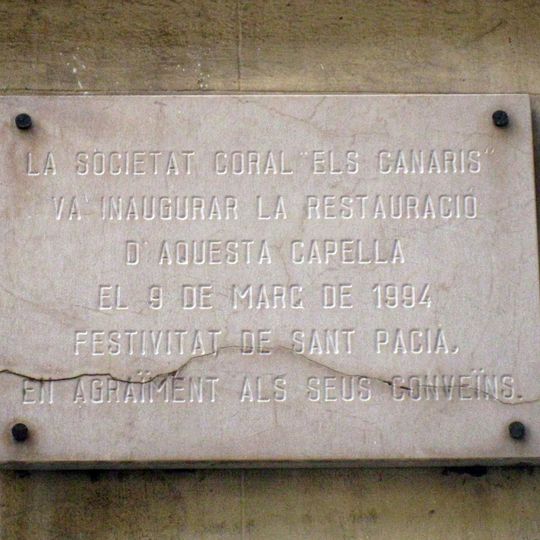 LA SOCIETAT CORAL "ELS CANARIS"
VA INAUGURAR LA RESTAURACIÓ
D'AQUESTA CAPELLA
EL 9 DE MARÇ DE 1994
FESTIVITAT DE SANT PACIÀ,
EN AGRAÏMENT ALS SEUS CONVEÏNS.